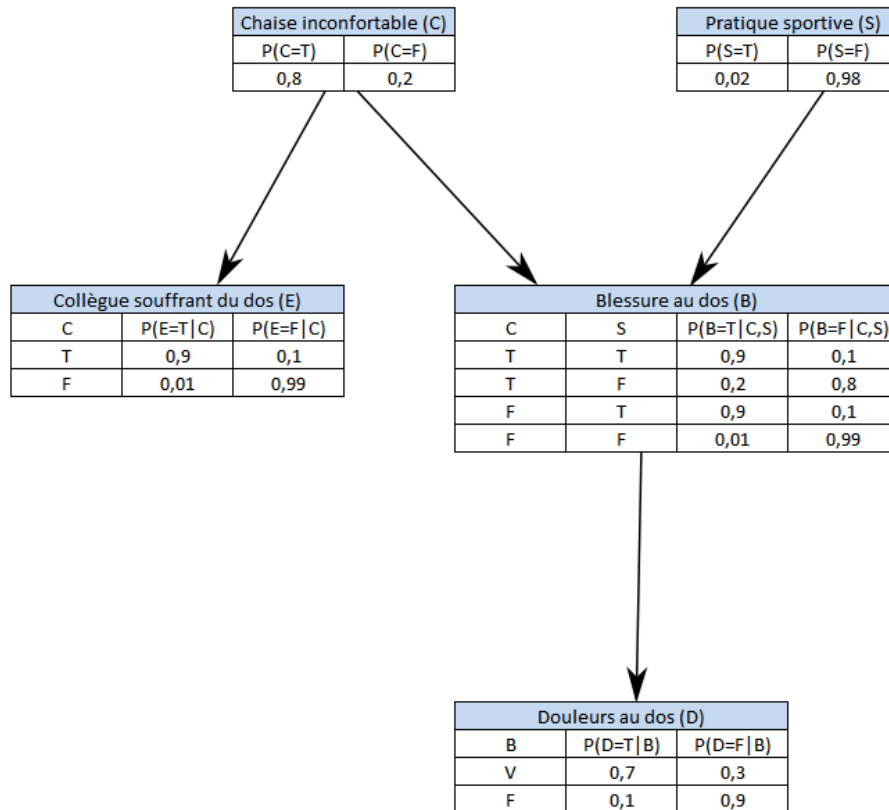 Chaise inconfortable (C)
P(C=T) P(C=F)
0,8 0,2
Pratique sportive (S)
P(S=T) P(S=F)
0,02 0,98
Collègue souffrant du dos (E)
C P(E=T|C) P(E=F|C)
T 0,9 0,1
F 0,01 0,99
Blessure au dos (B)
C S P(B=T|C,S) P(B=F|C,S)
T T 0,9 0,1
T F 0,2 0,8
F T 0,9 0,1
F F 0,01 0,99
Douleurs au dos (D)
B P(D=T|B) P(D=F|B)
V 0,7 0,3
F 0,1 0,9